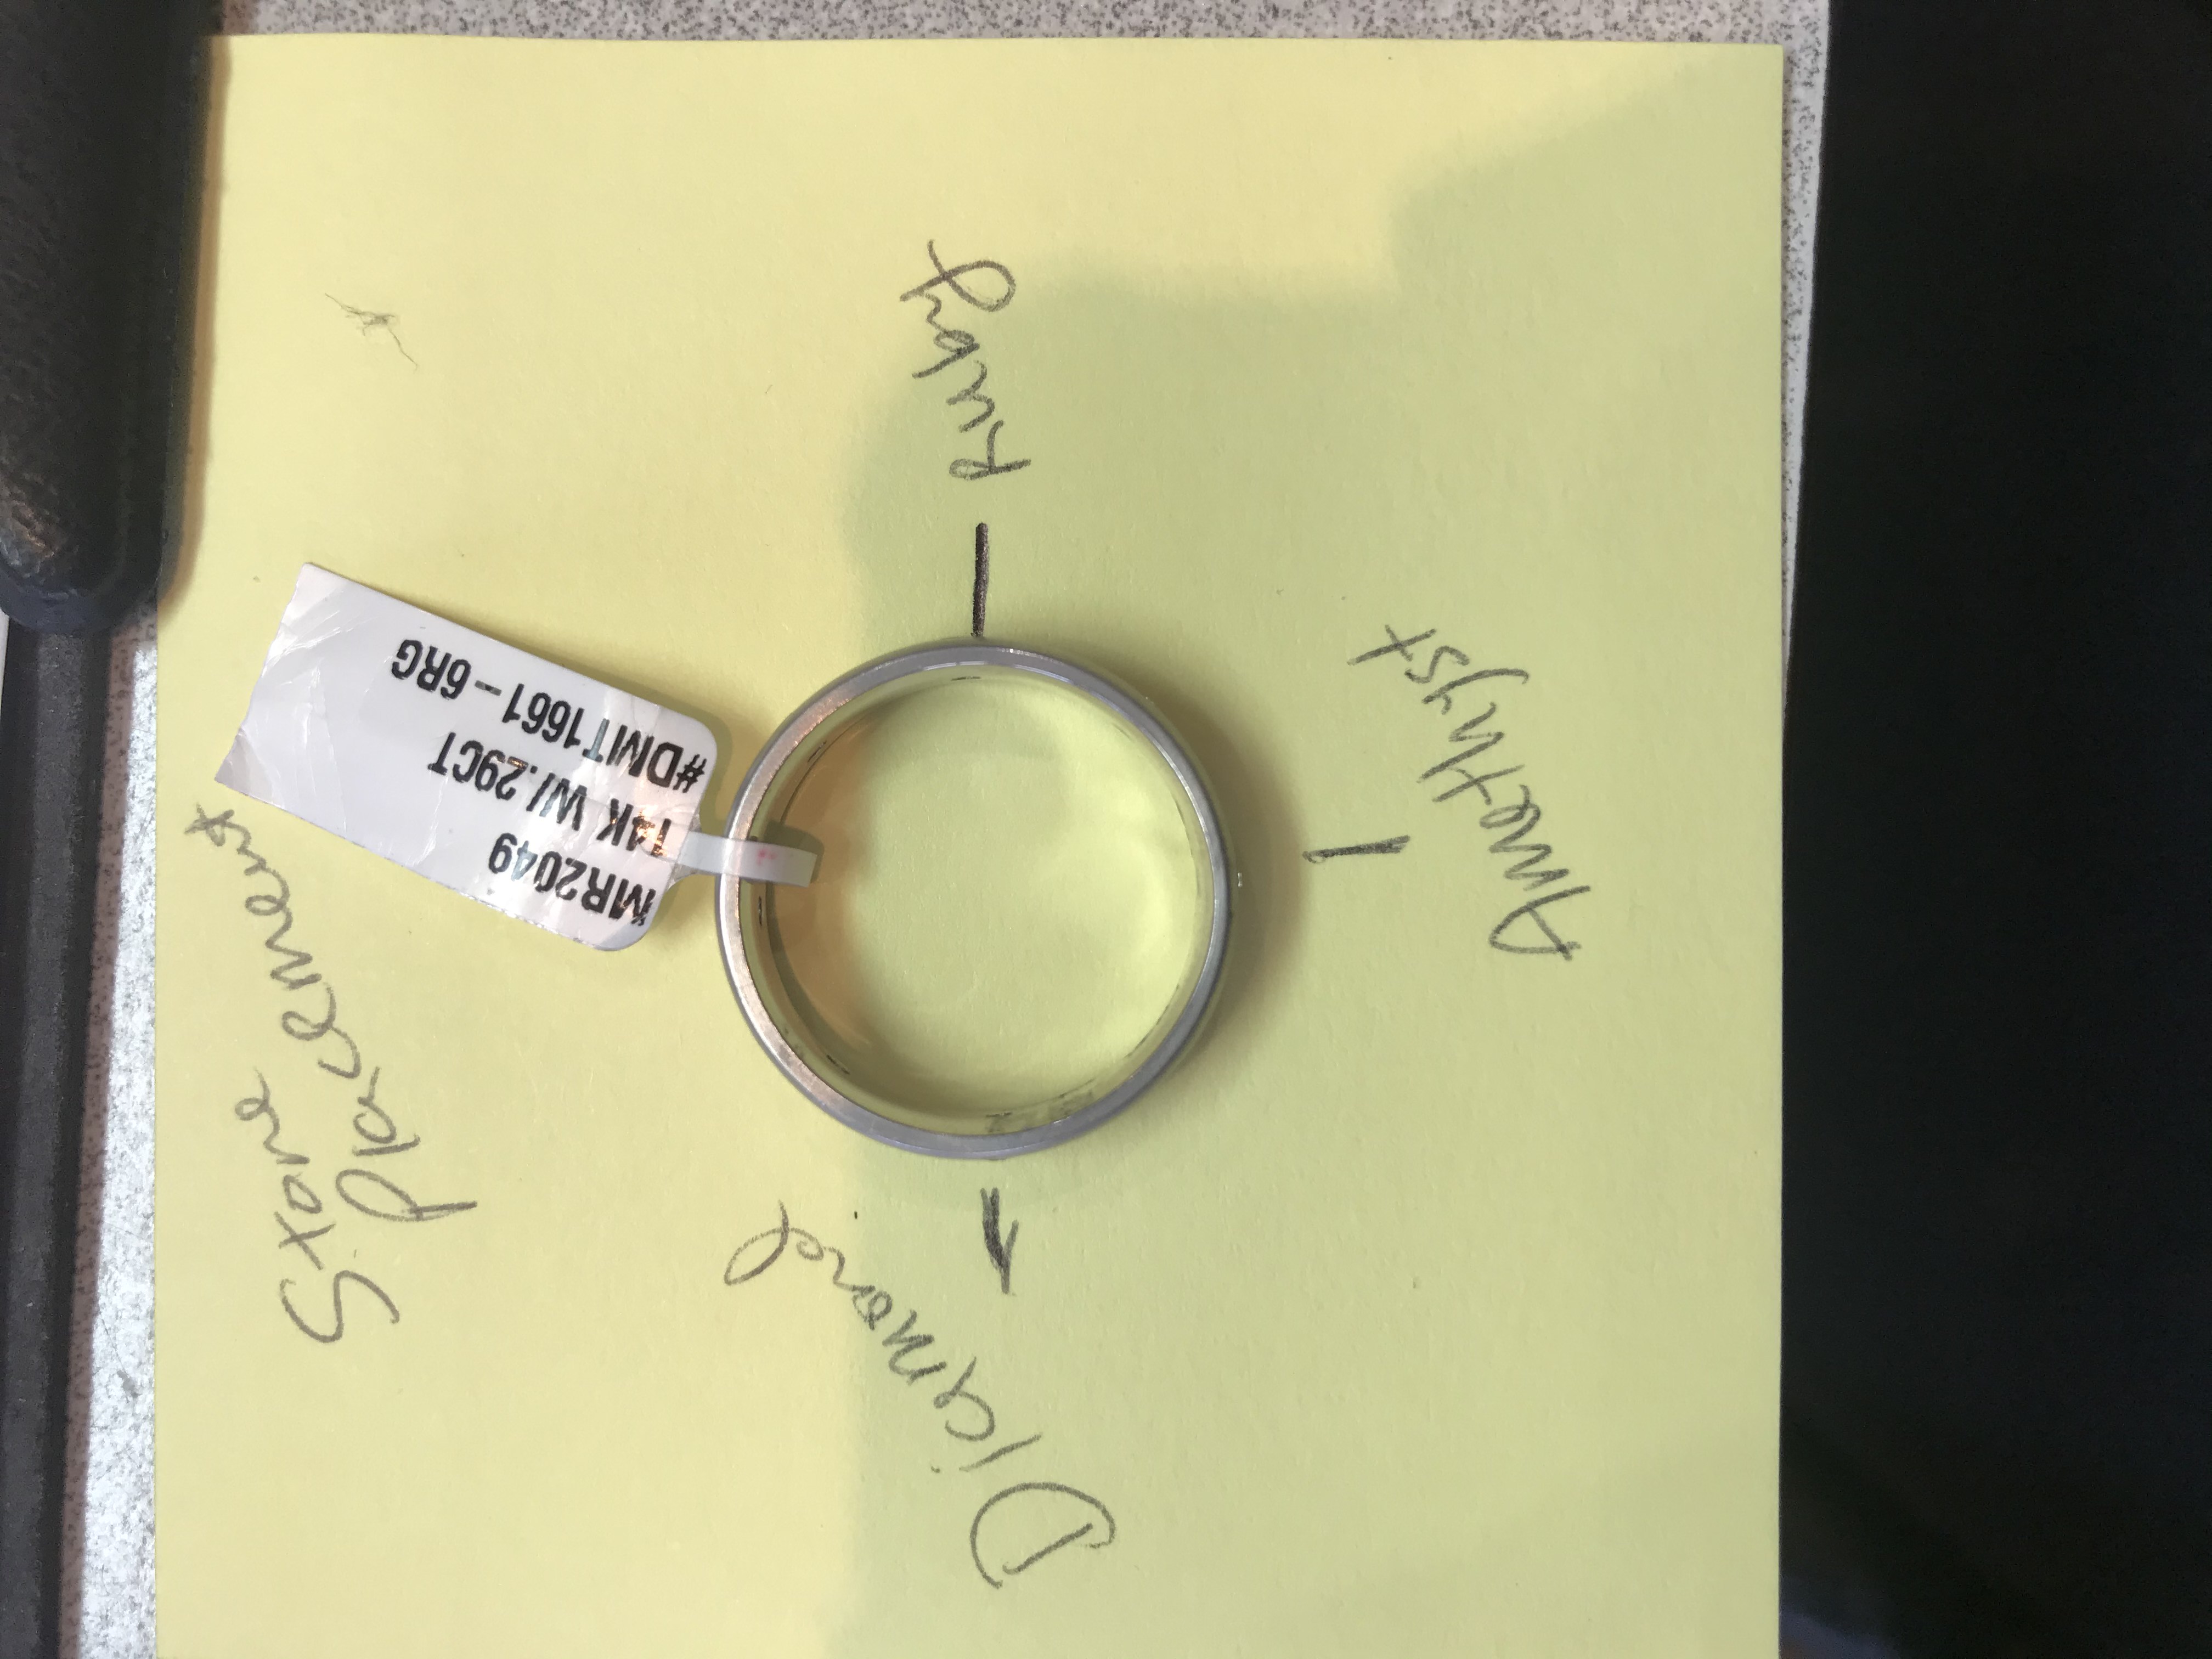 Stone
Placement
MR2049
14K W/.29CT
#DMT1661-6RG
Diamond
Ruby
Amethyst